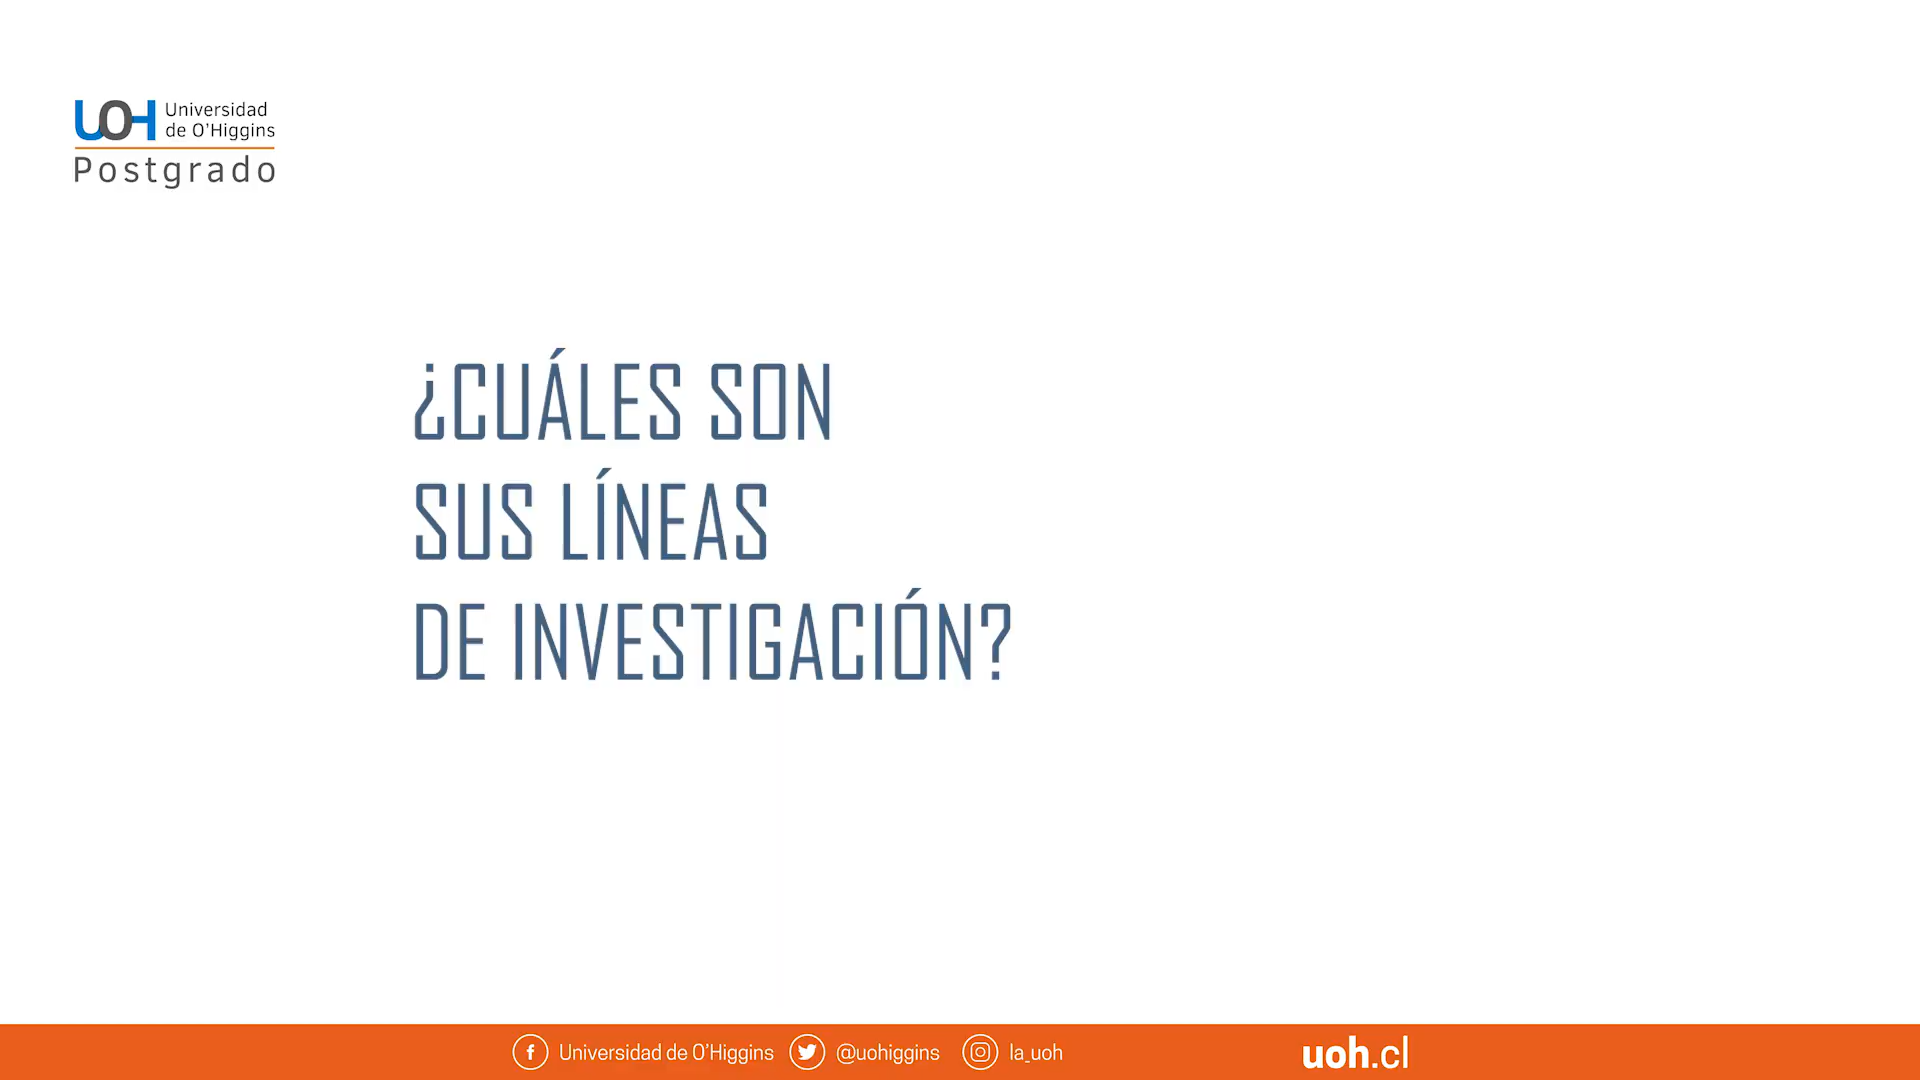 UOH Universidad
de O'Higgins
Postgrado
¿CUÁLES SON
SUS LÍNEAS
DE INVESTIGACIÓN?
f Universidad de O'Higgins @uohiggins la_uoh uoh.cl